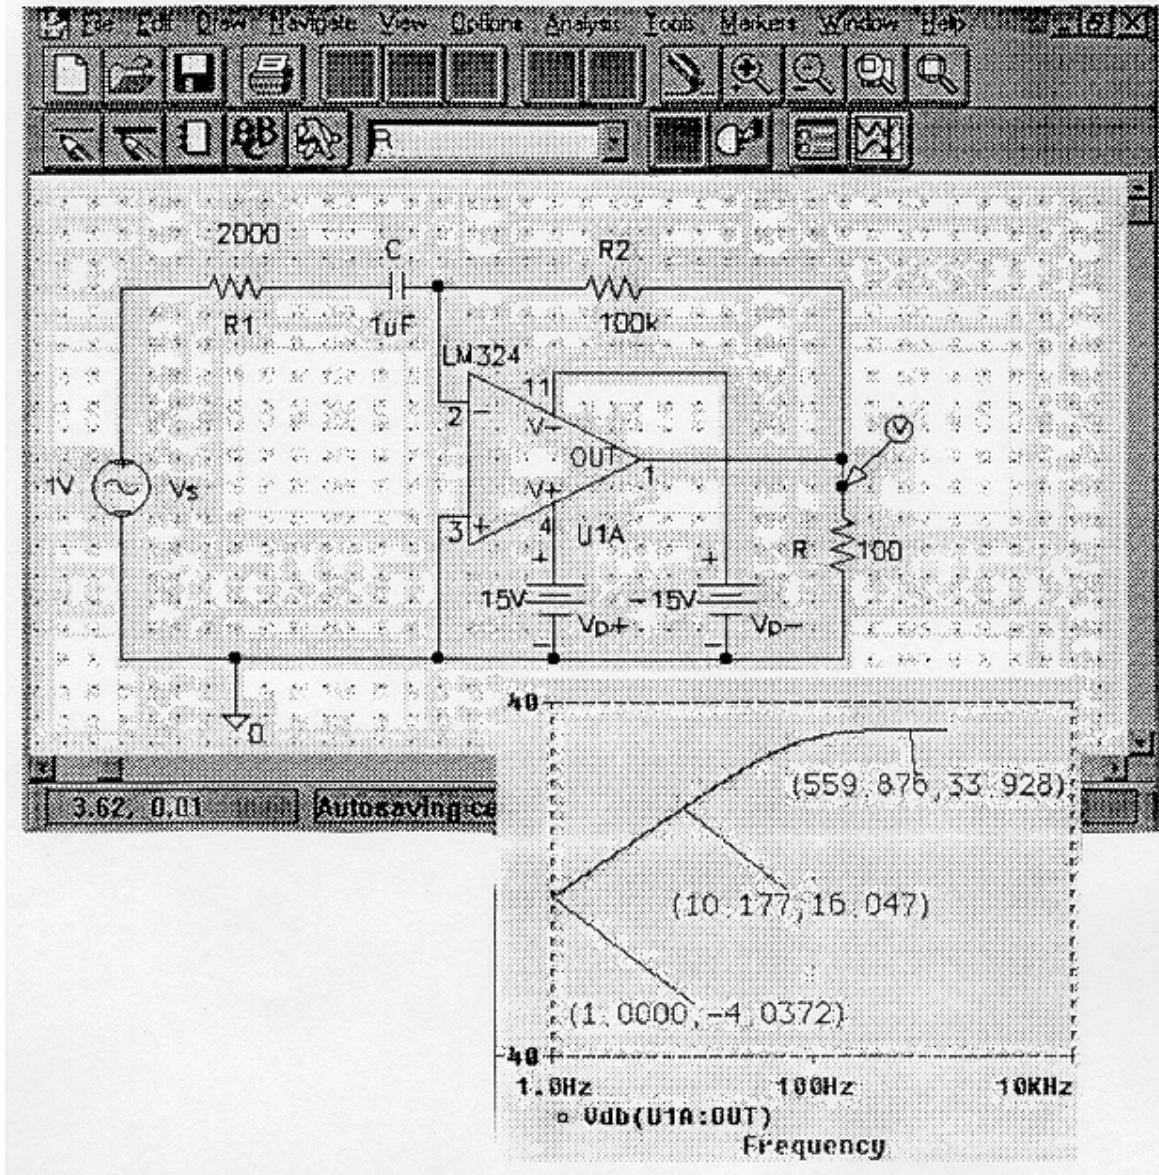 File Edit Draw Navigate View Options Analysis Tools Markers Window Help
R
2000
R1
C
1uF
R2
100k
LM324
11
2
-
V-
OUT
1
V
V+
3
+
4
U1A
1V
Vs
+
-
R
100
+
15V
Vp+
-
+
-15V
Vp-
-
0
3.62, 0.01 Autosaving
40
(559.876,33.928)
(10.177,16.047)
(1.0000,-4.0372)
-40
1.0Hz 100Hz 10KHz
Vdb(U1A:OUT)
Frequency